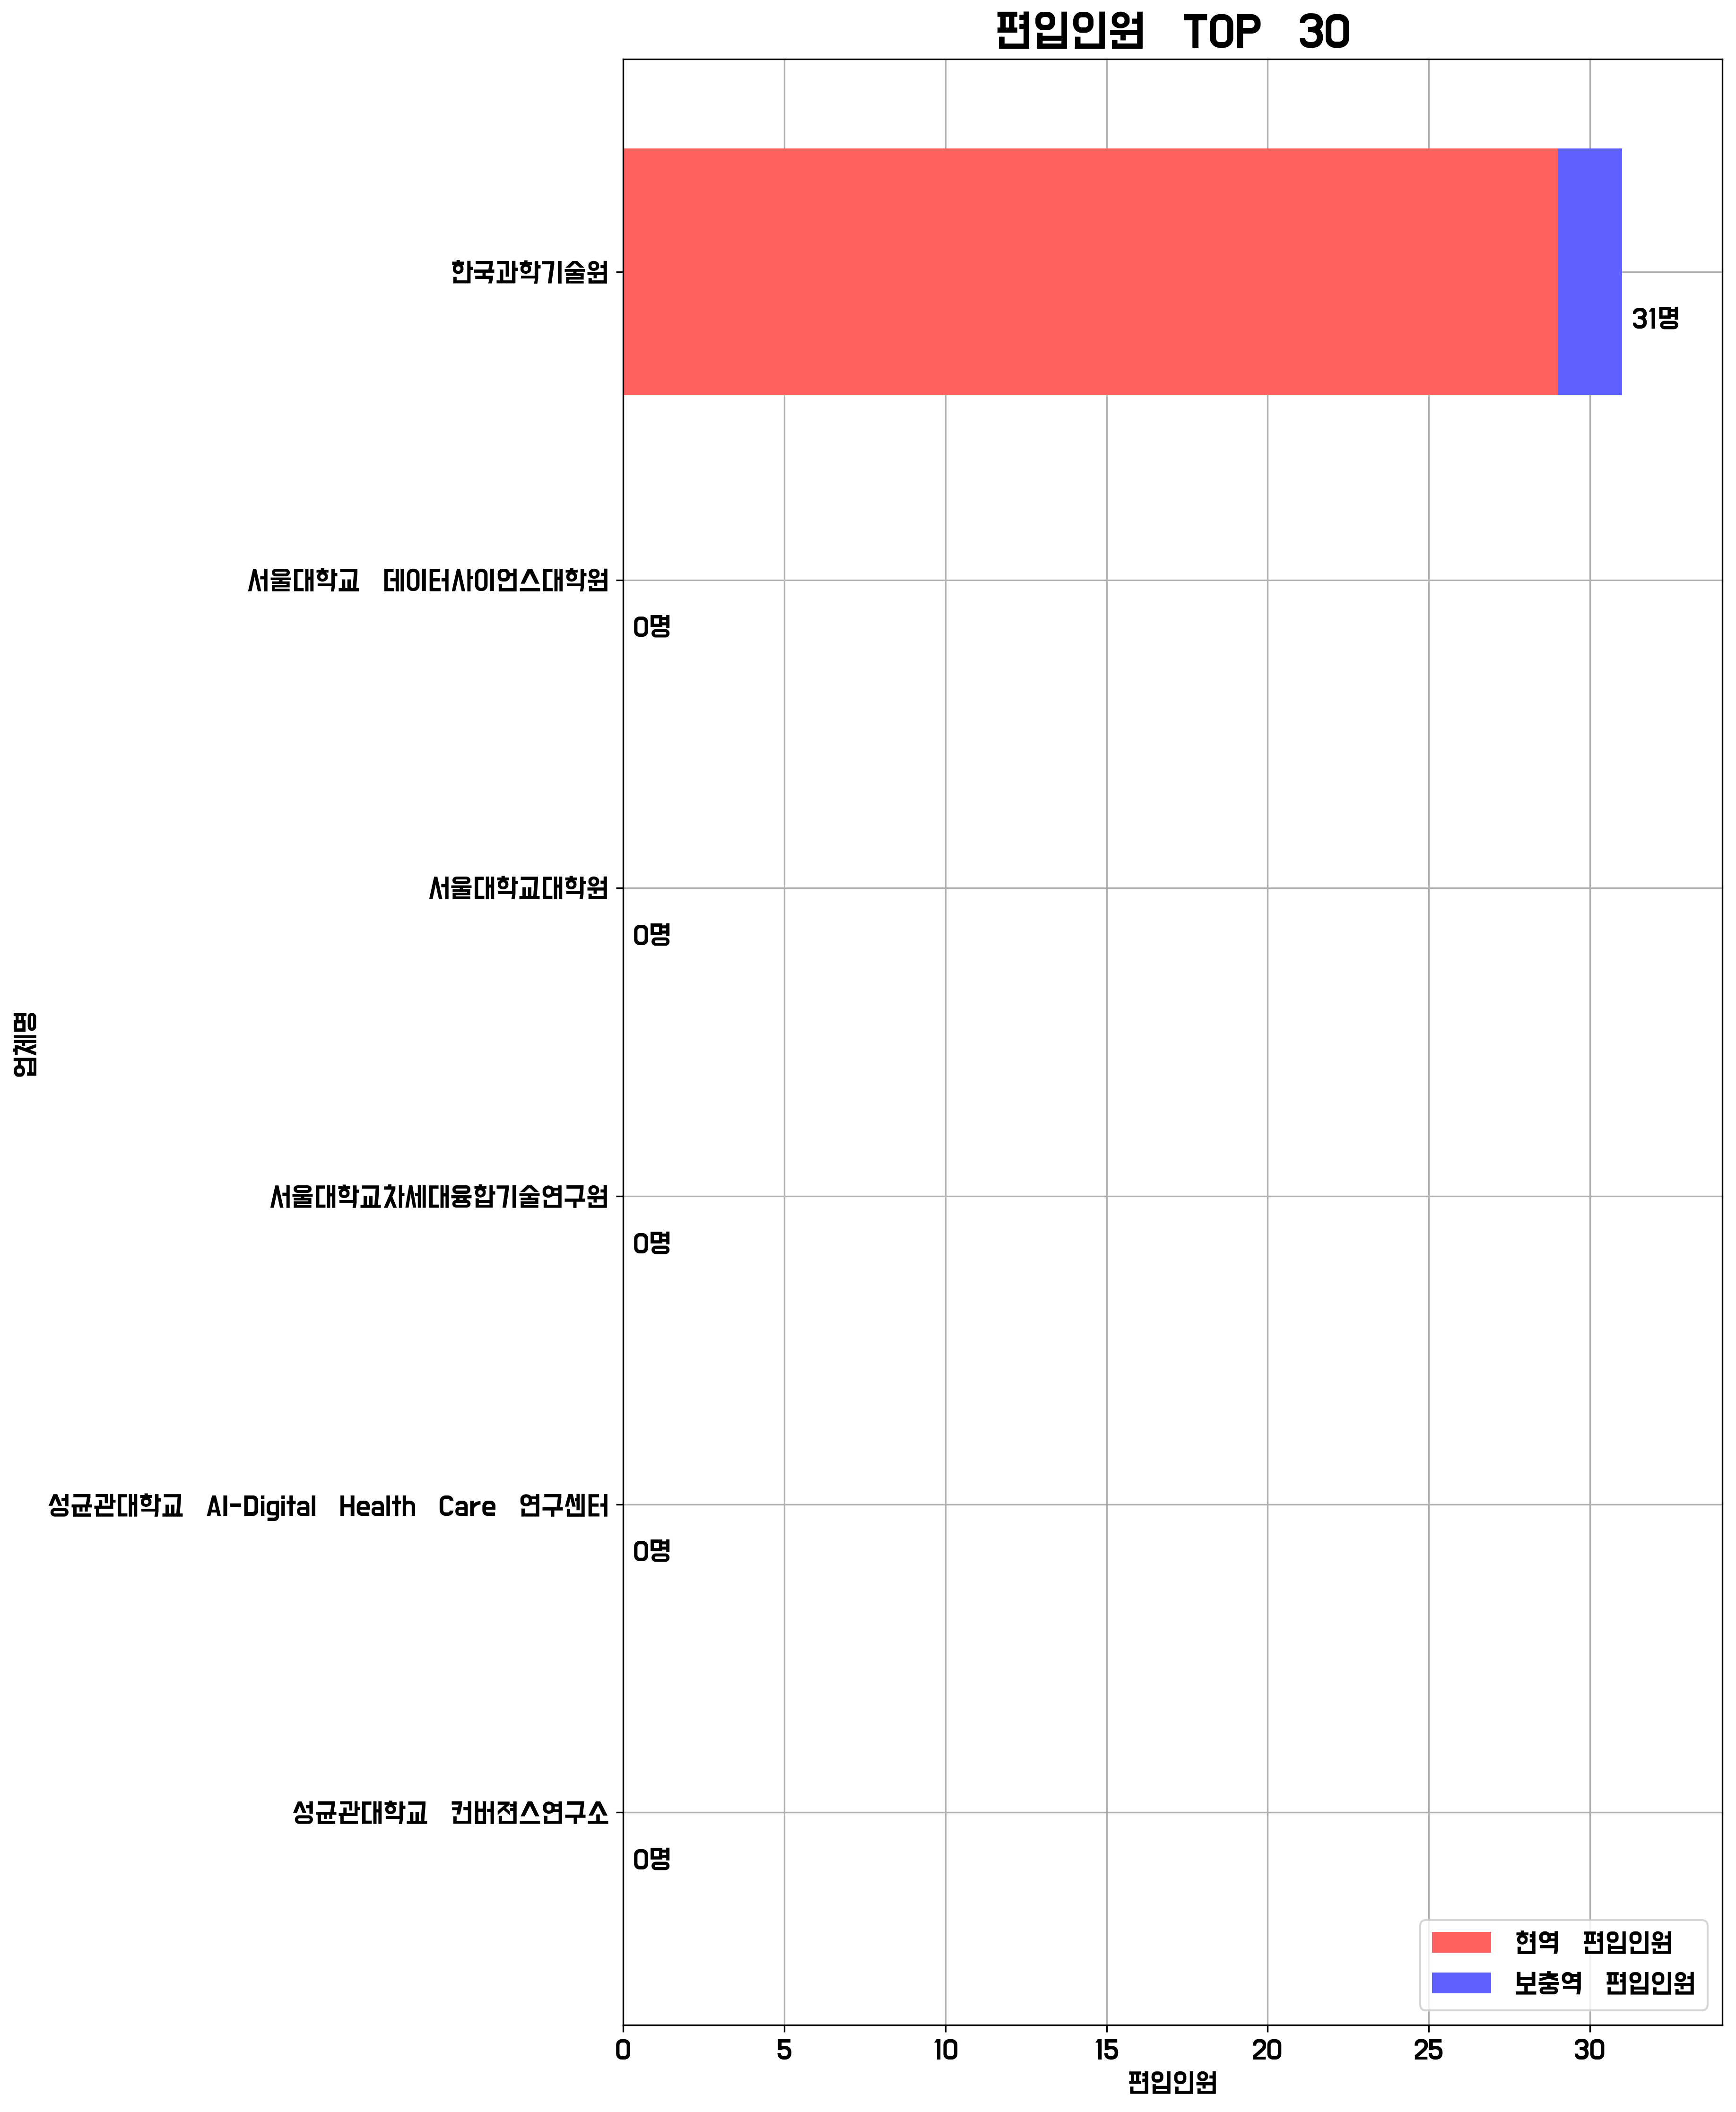 편입인원 TOP 30
한국과학기술원
31명
서울대학교 데이터사이언스대학원
0명
서울대학교대학원
0명
업체명
서울대학교차세대융합기술연구원
0명
성균관대학교 AI-Digital Health Care 연구센터
0명
성균관대학교 컨버젼스연구소
0명
현역 편입인원
보충역 편입인원
0 5 10 15 20 25 30
편입인원